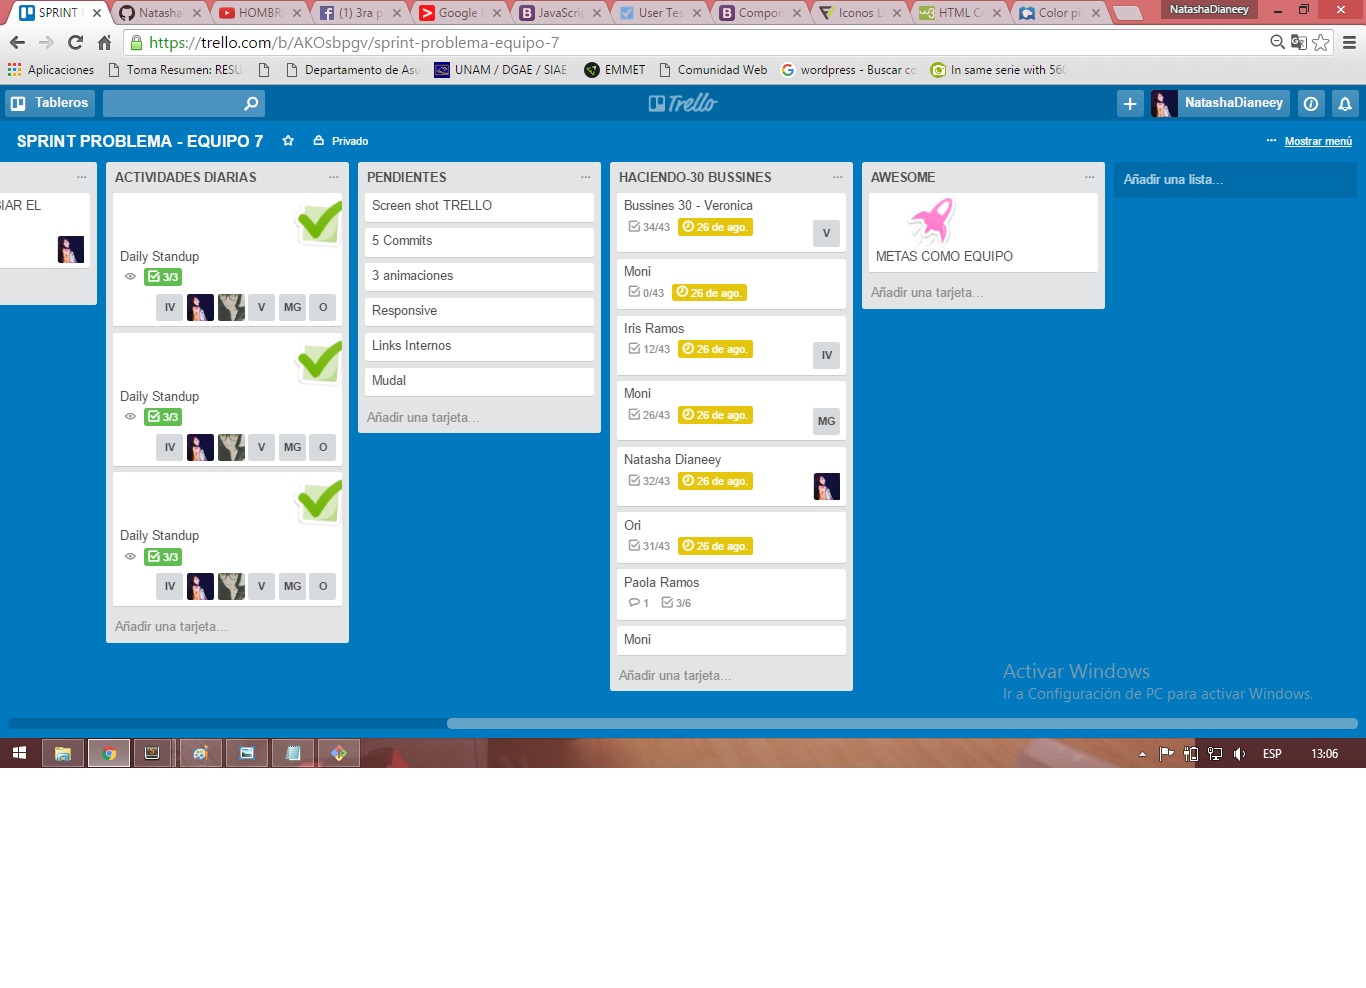 SPRINT
Natasha
HOMBR
(1) 3ra p
Google
JavaScri
User Tes
Compon
Iconos L
HTML Co
Color pi
NatashaDianeey
https://trello.com/b/AKOsbpgv/sprint-problema-equipo-7
Aplicaciones
Toma Resumen: RESU
Departamento de Asu
UNAM / DGAE / SIAE
EMMET
Comunidad Web
wordpress - Buscar co
In same serie with 560
Tableros
Trello
NatashaDianeey
SPRINT PROBLEMA - EQUIPO 7
Privado
Mostrar menú
IAR EL
ACTIVIDADES DIARIAS
Daily Standup
3/3
IV
V
MG
O
Daily Standup
3/3
IV
V
MG
O
Daily Standup
3/3
IV
V
MG
O
Añadir una tarjeta...
PENDIENTES
Screen shot TRELLO
5 Commits
3 animaciones
Responsive
Links Internos
Mudal
Añadir una tarjeta...
HACIENDO-30 BUSSINES
Bussines 30 - Veronica
34/43 26 de ago.
V
Moni
0/43 26 de ago.
Iris Ramos
12/43 26 de ago.
IV
Moni
26/43 26 de ago.
MG
Natasha Dianeey
32/43 26 de ago.
Ori
31/43 26 de ago.
Paola Ramos
1 3/6
Moni
Añadir una tarjeta...
AWESOME
METAS COMO EQUIPO
Añadir una tarjeta...
Añadir una lista...
Activar Windows
Ir a Configuración de PC para activar Windows.
ESP
13:06